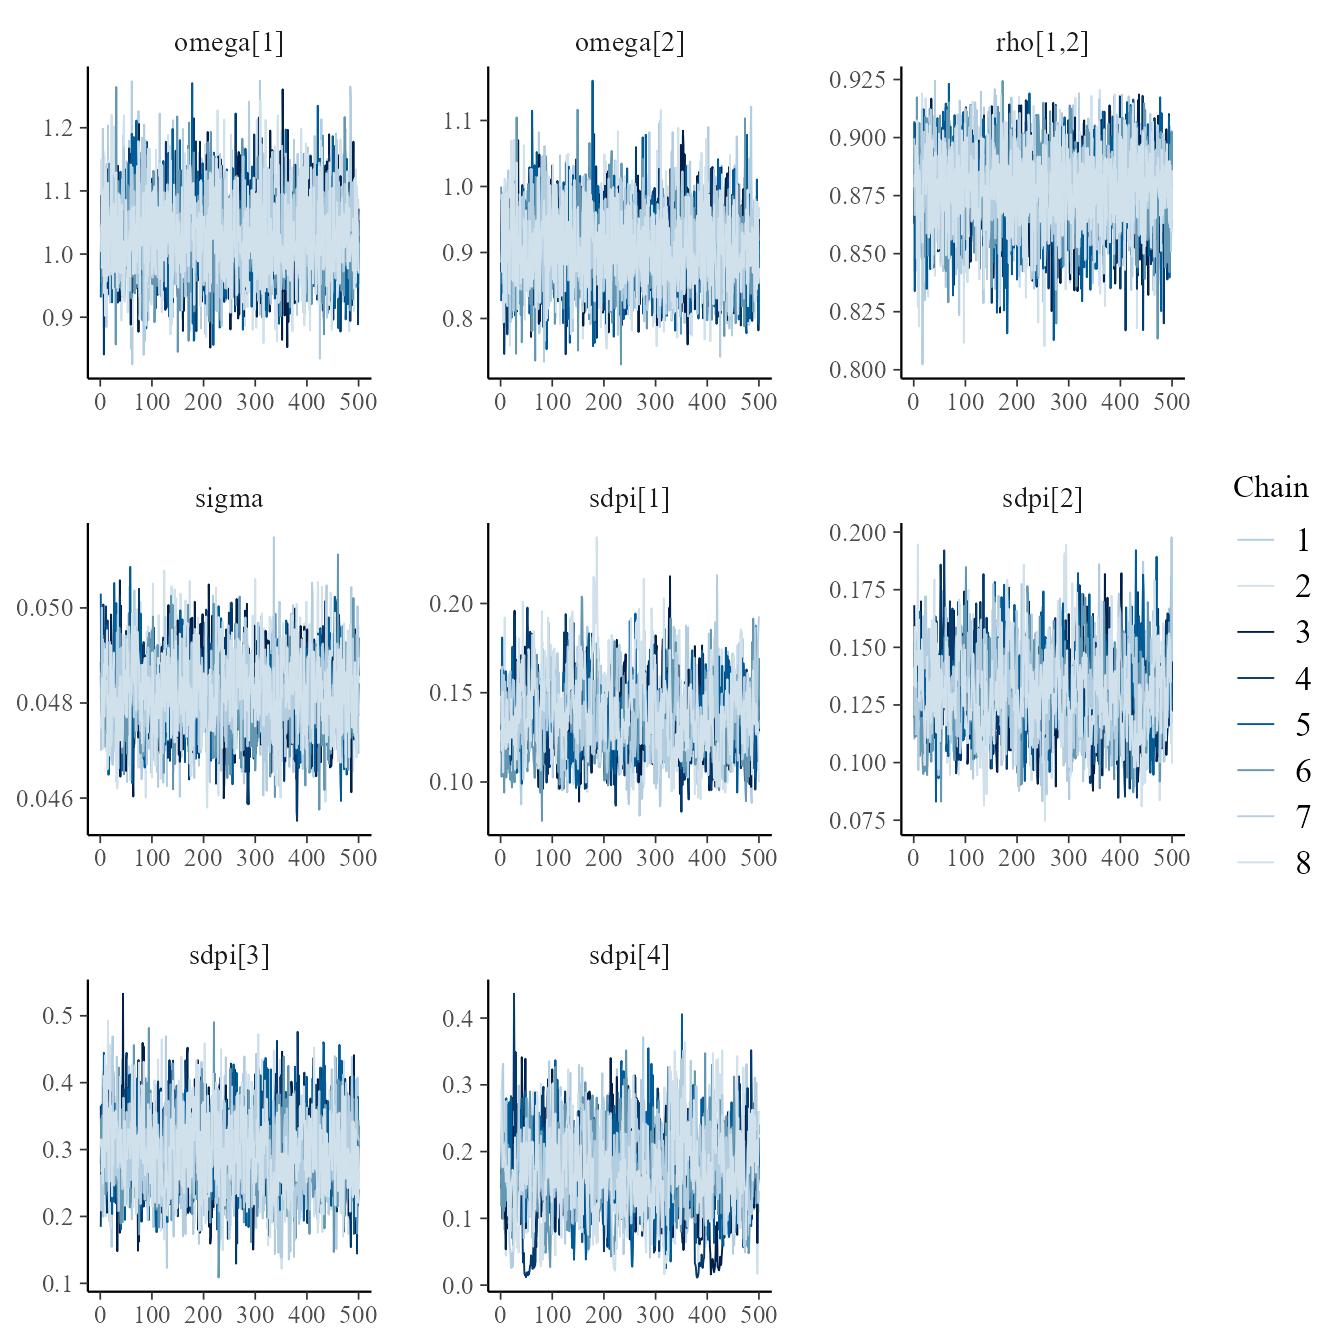 omega[1]
1.2
1.1
1.0
0.9
0 100 200 300 400 500
omega[2]
1.1
1.0
0.9
0.8
0 100 200 300 400 500
rho[1,2]
0.925
0.900
0.875
0.850
0.825
0.800
0 100 200 300 400 500
sigma
0.050
0.048
0.046
0 100 200 300 400 500
sdpi[1]
0.20
0.15
0.10
0 100 200 300 400 500
sdpi[2]
0.200
0.175
0.150
0.125
0.100
0.075
0 100 200 300 400 500
sdpi[3]
0.5
0.4
0.3
0.2
0.1
0 100 200 300 400 500
sdpi[4]
0.4
0.3
0.2
0.1
0.0
0 100 200 300 400 500
Chain
1
2
3
4
5
6
7
8